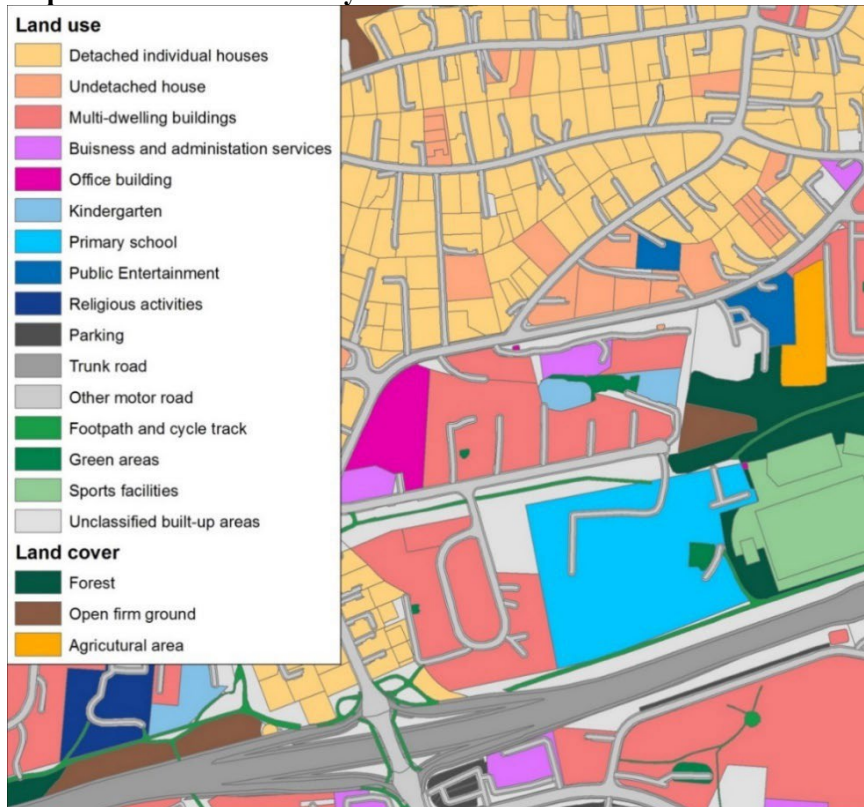 Land use
Detached individual houses
Undetached house
Multi-dwelling buildings
Buisness and administation services
Office building
Kindergarten
Primary school
Public Entertainment
Religious activities
Parking
Trunk road
Other motor road
Footpath and cycle track
Green areas
Sports facilities
Unclassified built-up areas
Land cover
Forest
Open firm ground
Agricutural area